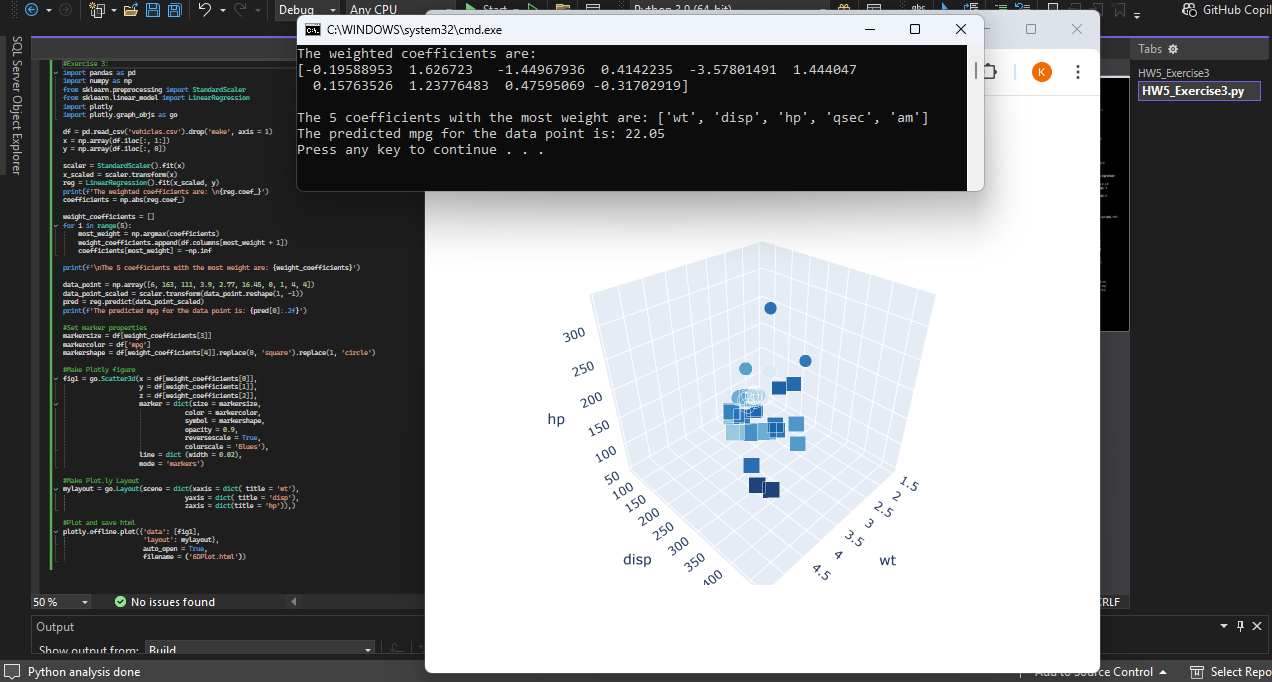 Debug
Any CPU
Start
Python 3.9 (64-bit)
GitHub Copil
C:\WINDOWS\system32\cmd.exe
The weighted coefficients are:
[-0.19588953 1.626723 -1.44967936 0.4142235 -3.57801491 1.444047
0.15763526 1.23776483 0.47595069 -0.31702919]
The 5 coefficients with the most weight are: ['wt', 'disp', 'hp', 'qsec', 'am']
The predicted mpg for the data point is: 22.05
Press any key to continue . . .
SQL Server Object Explorer
#Exercise 3:
import pandas as pd
import numpy as np
from sklearn.preprocessing import StandardScaler
from sklearn.linear_model import LinearRegression
import plotly
import plotly.graph_objs as go
df = pd.read_csv('vehicles.csv').drop('make', axis = 1)
x = np.array(df.iloc[:, 1:])
y = np.array(df.iloc[:, 0])
scaler = StandardScaler().fit(x)
x_scaled = scaler.transform(x)
reg = LinearRegression().fit(x_scaled, y)
print(f'The weighted coefficients are: \n{reg.coef_}')
coefficients = np.abs(reg.coef_)
weight_coefficients = []
for i in range(5):
most_weight = np.argmax(coefficients)
weight_coefficients.append(df.columns[most_weight + 1])
coefficients[most_weight] = -np.inf
print(f'\nThe 5 coefficients with the most weight are: {weight_coefficients}')
data_point = np.array([6, 163, 111, 3.9, 2.77, 16.45, 0, 1, 4, 4])
data_point_scaled = scaler.transform(data_point.reshape(1, -1))
pred = reg.predict(data_point_scaled)
print(f'The predicted mpg for the data point is: {pred[0]:.2f}')
#Set marker properties
markersize = df[weight_coefficients[3]]
markercolor = df['mpg']
markershape = df[weight_coefficients[4]].replace(0, 'square').replace(1, 'circle')
#Make Plotly figure
fig1 = go.Scatter3d(x = df[weight_coefficients[0]],
y = df[weight_coefficients[1]],
z = df[weight_coefficients[2]],
marker = dict(size = markersize,
color = markercolor,
symbol = markershape,
opacity = 0.9,
reversescale = True,
colorscale = 'Blues'),
line = dict (width = 0.02),
mode = 'markers')
#Make Plot.ly Layout
mylayout = go.Layout(scene = dict(xaxis = dict( title = 'wt'),
yaxis = dict( title = 'disp'),
zaxis = dict(title = 'hp')),)
#Plot and save html
plotly.offline.plot({'data': [fig1],
'layout': mylayout},
auto_open = True,
filename = ('6DPlot.html'))
K
Tabs
HW5_Exercise3
HW5_Exercise3.py
300
250
200
150
100
50
hp
100
150
200
250
300
350
400
disp
1.5
2
2.5
3
3.5
4
4.5
wt
50 %
No issues found
CRLF
Output
Show output from: Build
Python analysis done
Add to Source Control
Select Repo